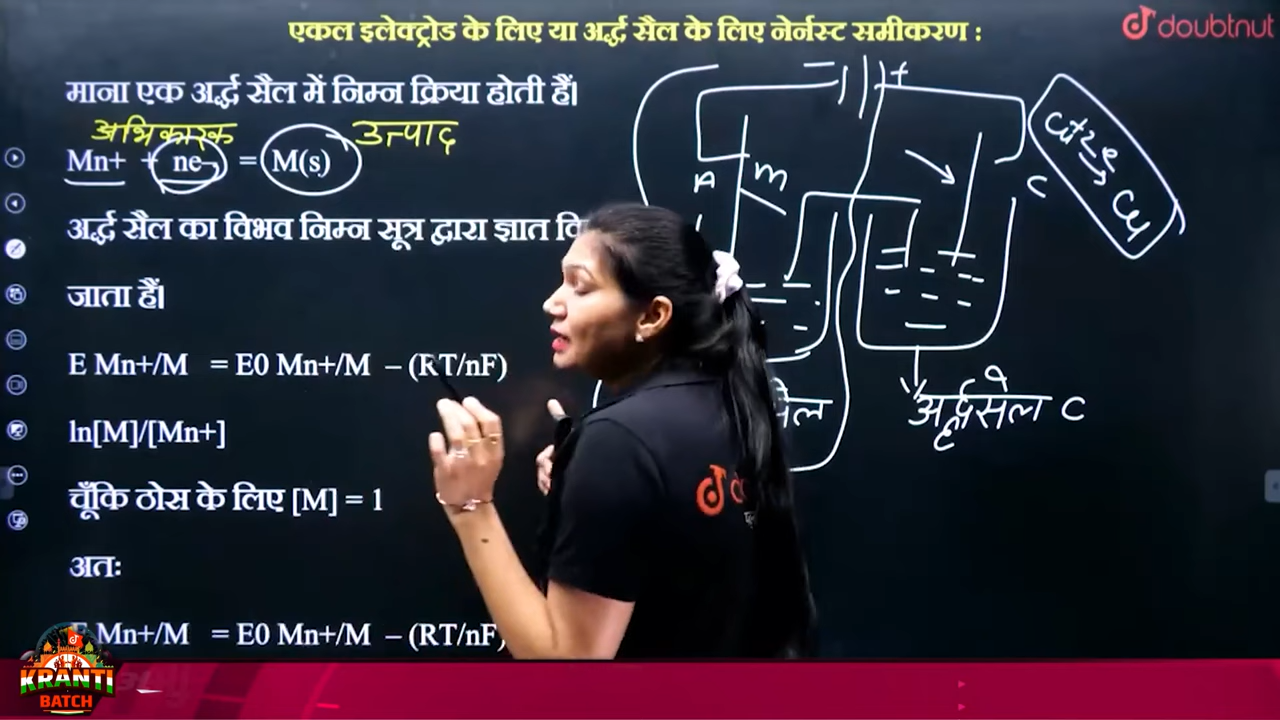 एकल इलेक्ट्रोड के लिए या अर्द्ध सैल के लिए नेर्नस्ट समीकरण :
doubtnut
माना एक अर्द्ध सैल में निम्न क्रिया होती हैं।
अभिकारक उत्पाद
Mn+ + ne- = M(s)
अर्द्ध सैल का विभव निम्न सूत्र द्वारा ज्ञात
जाता हैं।
E Mn+/M = E0 Mn+/M – (RT/nF)
ln[M]/[Mn+]
चूँकि ठोस के लिए [M] = 1
अतः
E Mn+/M = E0 Mn+/M – (RT/nF)
– +
A M
C
अर्द्धसेल C
KRANTI
BATCH